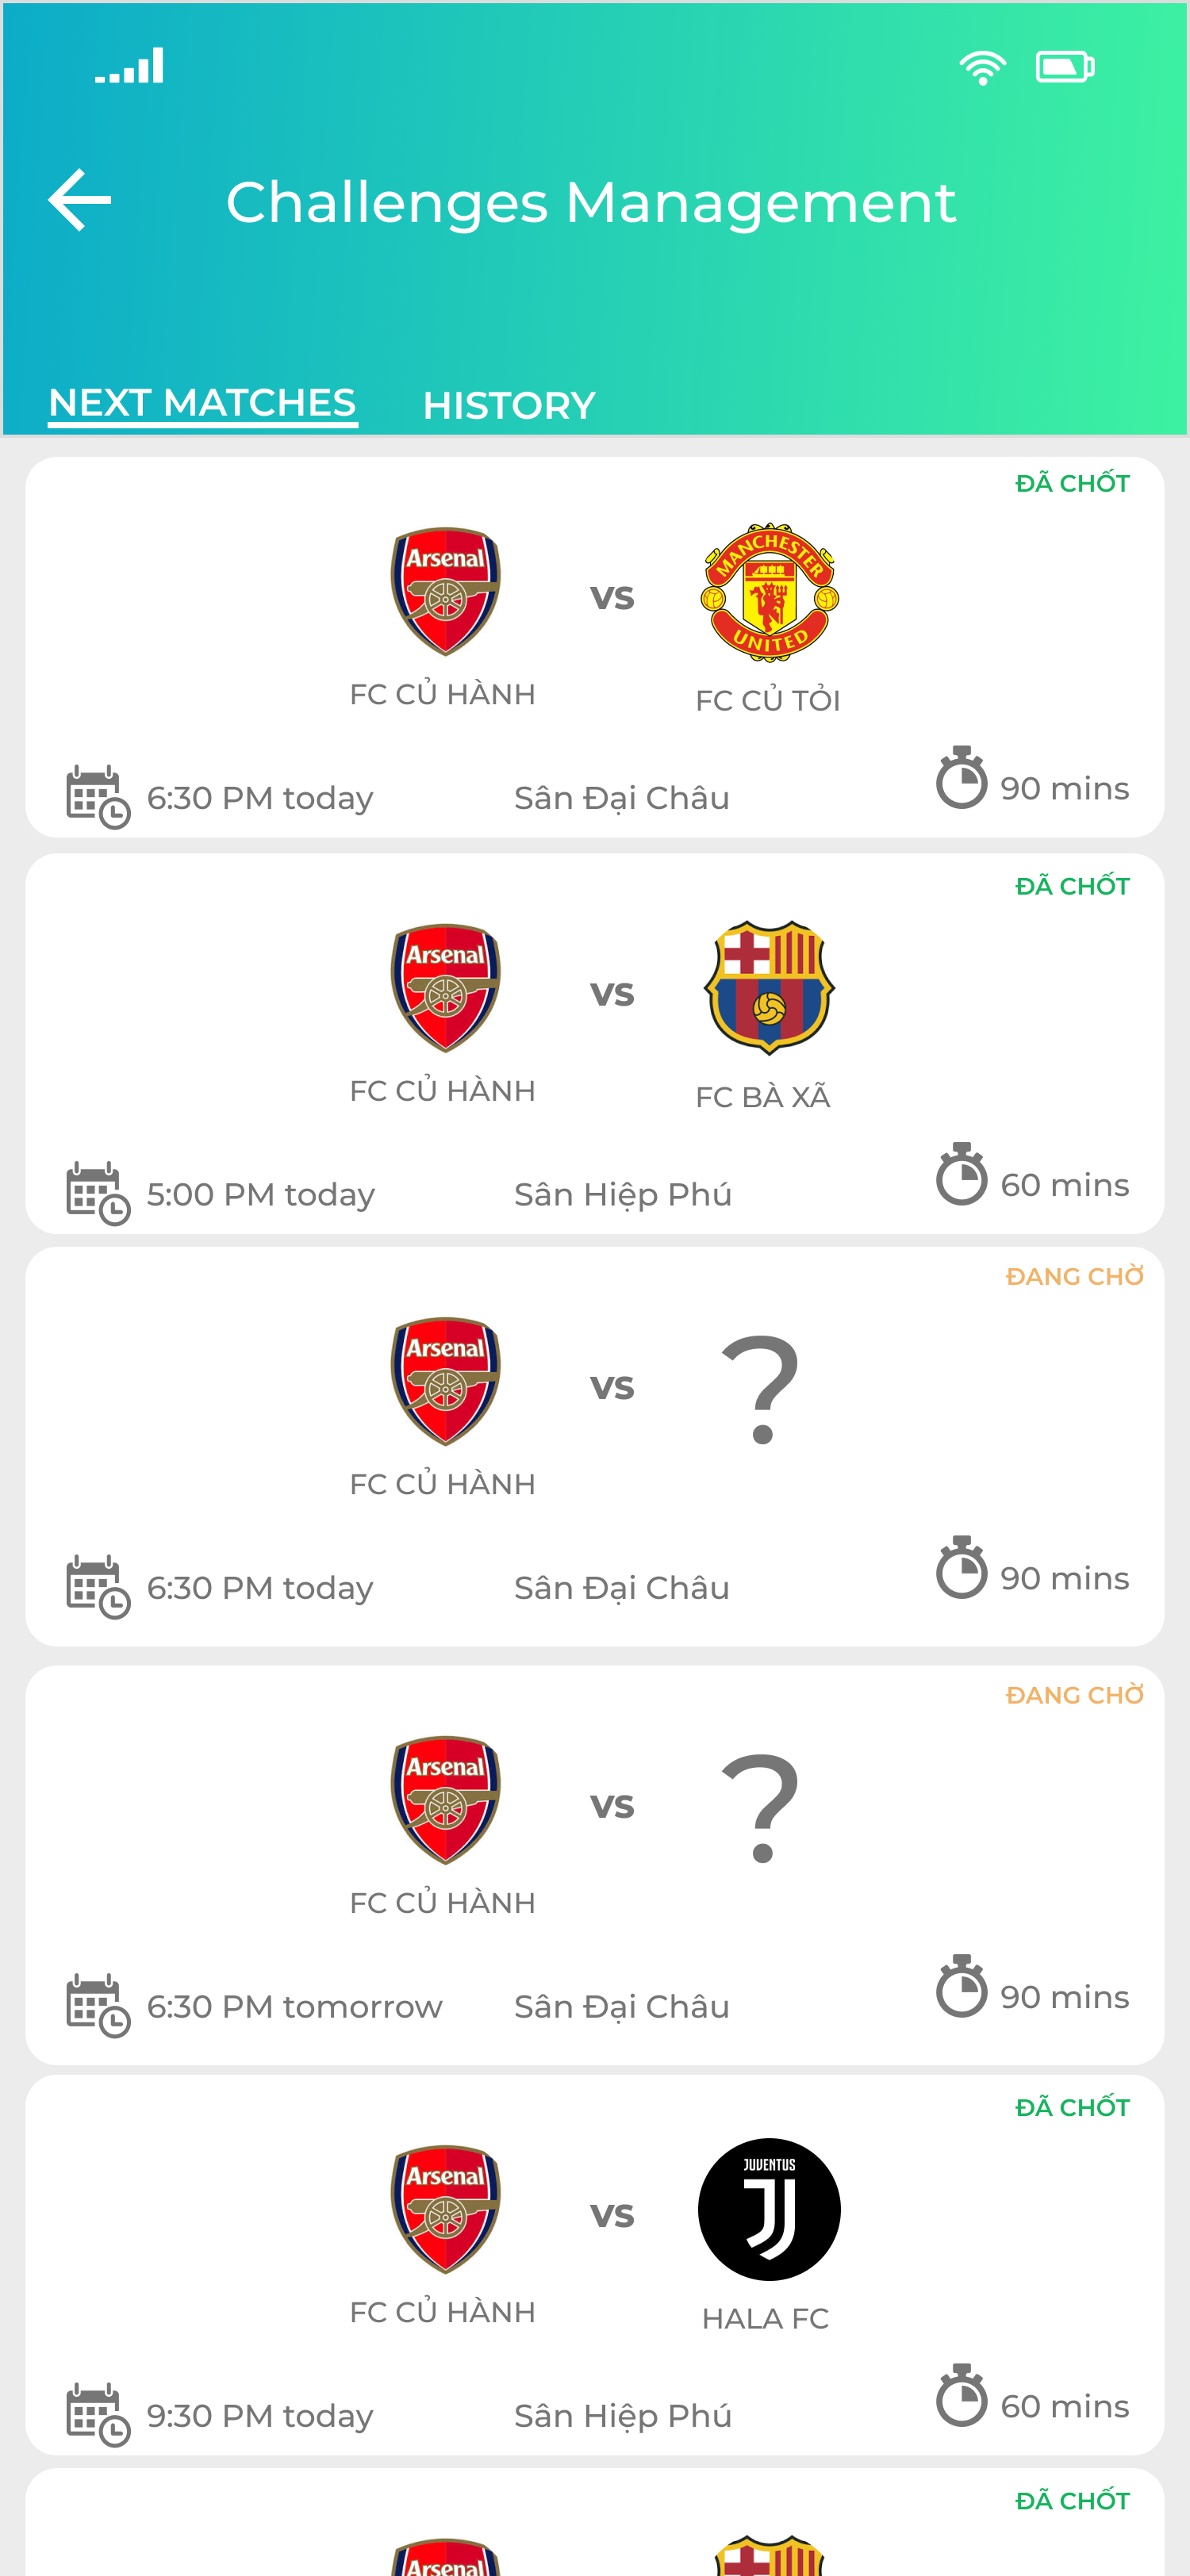 Challenges Management
NEXT MATCHES HISTORY
ĐÃ CHỐT
Arsenal
MANCHESTER
UNITED
vs
FC CỦ HÀNH
FC CỦ TỎI
6:30 PM today
Sân Đại Châu
90 mins
ĐÃ CHỐT
Arsenal
vs
FC CỦ HÀNH
FC BÀ XÃ
5:00 PM today
Sân Hiệp Phú
60 mins
ĐANG CHỜ
Arsenal
vs
?
FC CỦ HÀNH
6:30 PM today
Sân Đại Châu
90 mins
ĐANG CHỜ
Arsenal
vs
?
FC CỦ HÀNH
6:30 PM tomorrow
Sân Đại Châu
90 mins
ĐÃ CHỐT
Arsenal
vs
JUVENTUS
FC CỦ HÀNH
HALA FC
9:30 PM today
Sân Hiệp Phú
60 mins
ĐÃ CHỐT
Arsenal